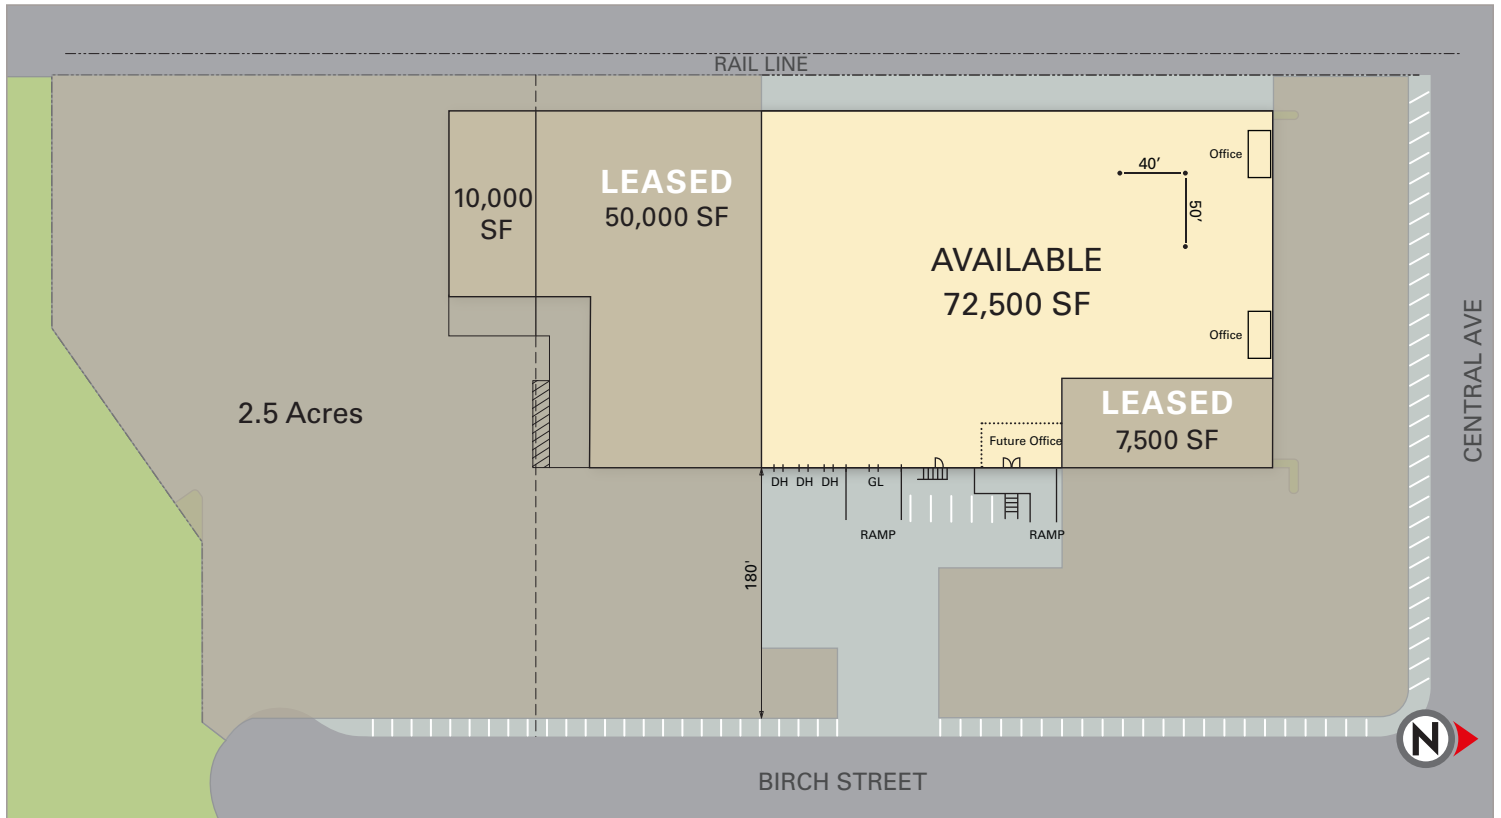 RAIL LINE
10,000
SF
LEASED
50,000 SF
40’
50’
Office
AVAILABLE
72,500 SF
Office
2.5 Acres
LEASED
7,500 SF
Future Office
DH
DH
DH
GL
RAMP
RAMP
180’
CENTRAL AVE
N
BIRCH STREET